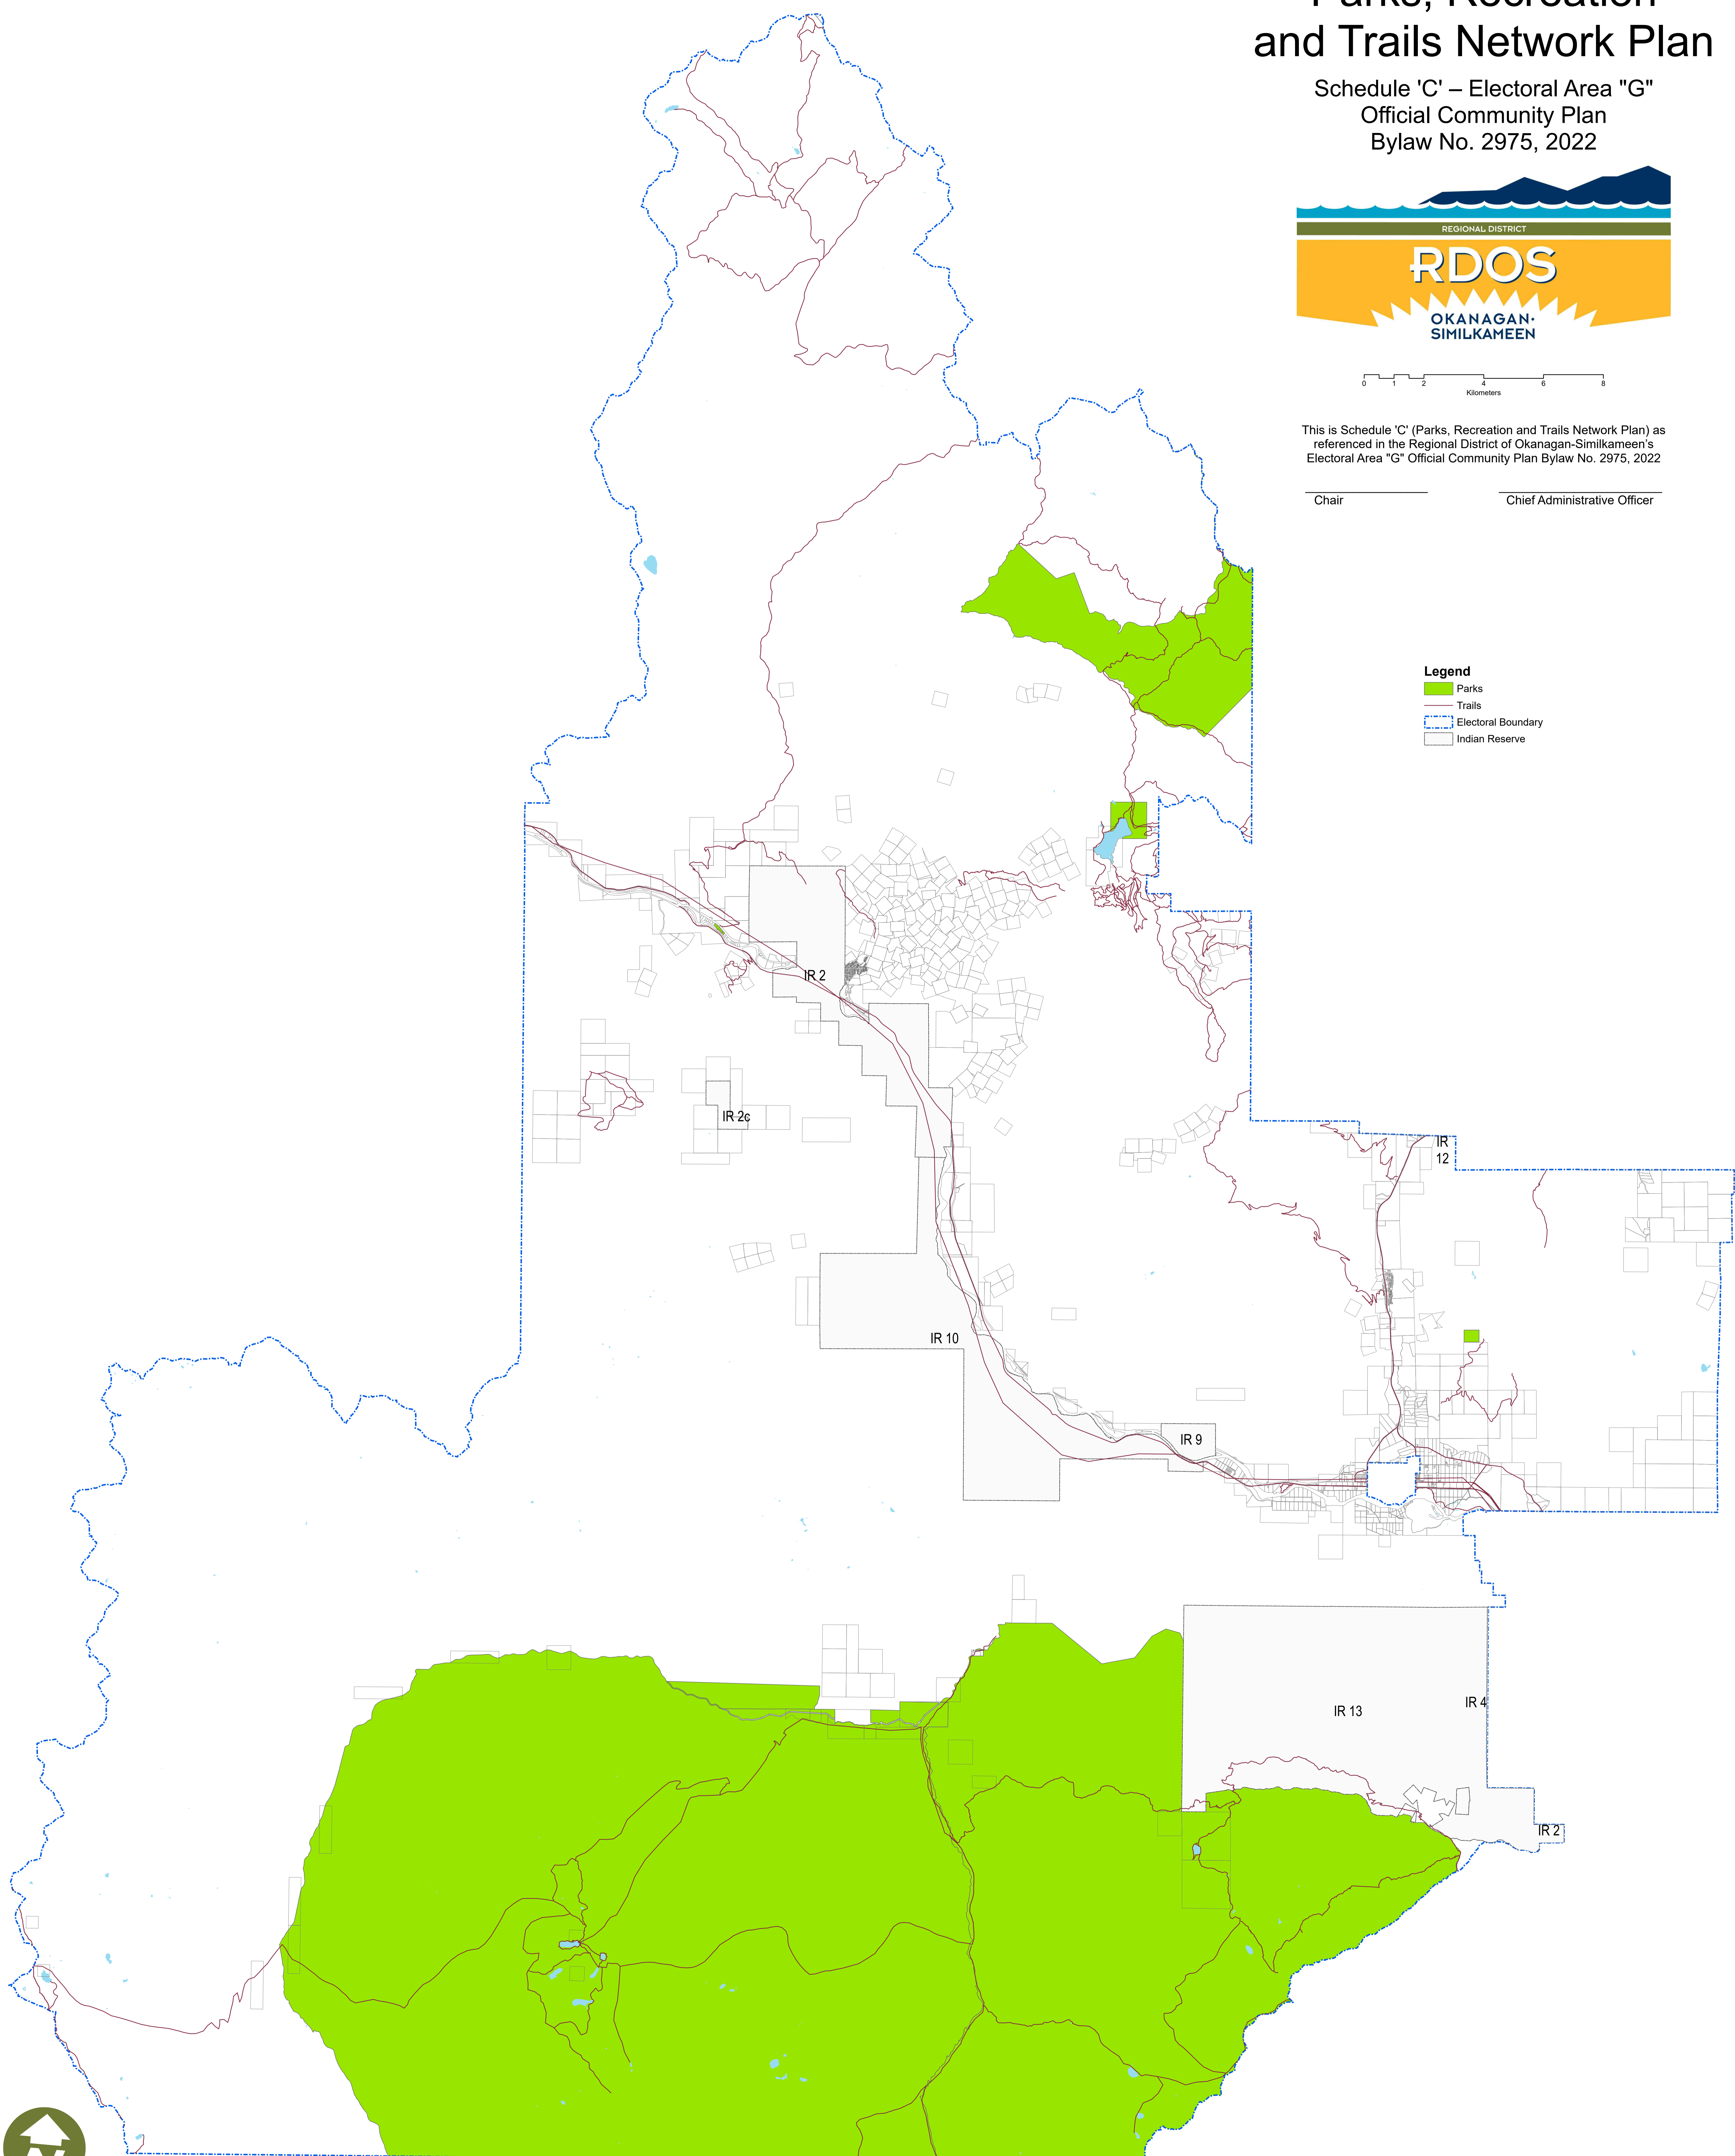 Parks, Recreation
and Trails Network Plan
Schedule 'C' – Electoral Area "G"
Official Community Plan
Bylaw No. 2975, 2022
REGIONAL DISTRICT
RDOS
OKANAGAN·
SIMILKAMEEN
0 1 2 4 6 8
Kilometers
This is Schedule 'C' (Parks, Recreation and Trails Network Plan) as
referenced in the Regional District of Okanagan-Similkameen's
Electoral Area "G" Official Community Plan Bylaw No. 2975, 2022
Chair Chief Administrative Officer
Legend
Parks
Trails
Electoral Boundary
Indian Reserve
IR 2
IR 2c
IR
12
IR 10
IR 9
IR 4
IR 13
IR 2